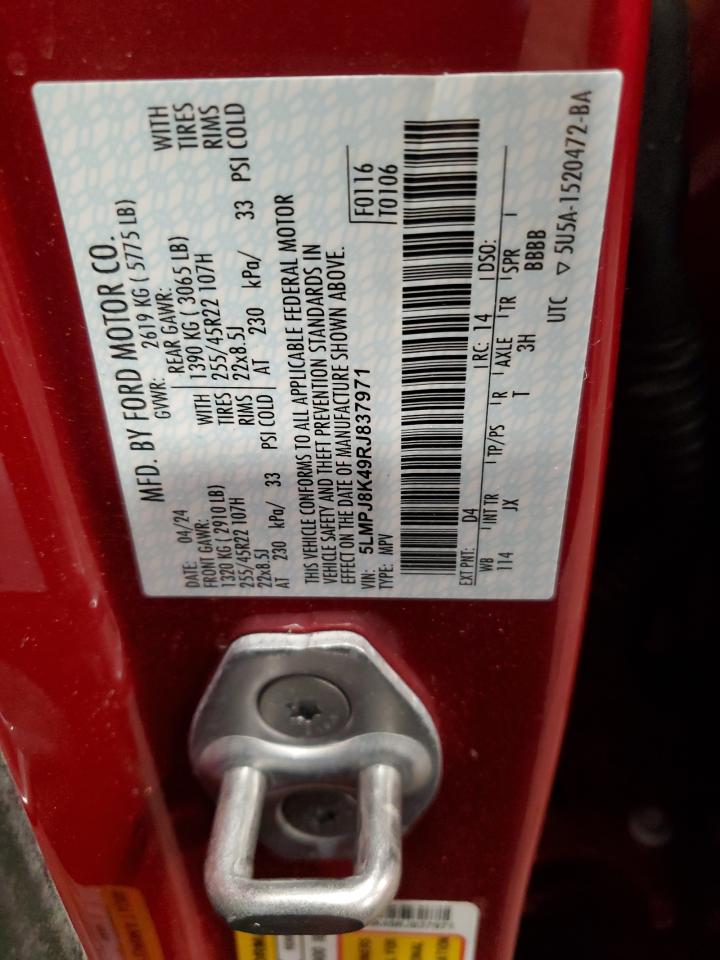 MFD. BY FORD MOTOR CO.
DATE: 04/24 GVWR: 2619 KG ( 5775 LB)
FRONT GAWR: REAR GAWR:
1320 KG ( 2910 LB) WITH 1390 KG ( 3065 LB) WITH
255/45R22 107H TIRES 255/45R22 107H TIRES
22x8.5J RIMS 22x8.5J RIMS
AT 230 kPa/ 33 PSI COLD AT 230 kPa/ 33 PSI COLD
THIS VEHICLE CONFORMS TO ALL APPLICABLE FEDERAL MOTOR
VEHICLE SAFETY AND THEFT PREVENTION STANDARDS IN
EFFECT ON THE DATE OF MANUFACTURE SHOWN ABOVE.
F0116
T0106
VIN: 5LMPJ8K49RJ837971
TYPE: MPV
EXT PNT: D4 RC: 14 DSO:
WB INT TR TP/PS R AXLE TR SPR
114 JX T 3H BBBB
UTC ▽ 5U5A-1520472-BA